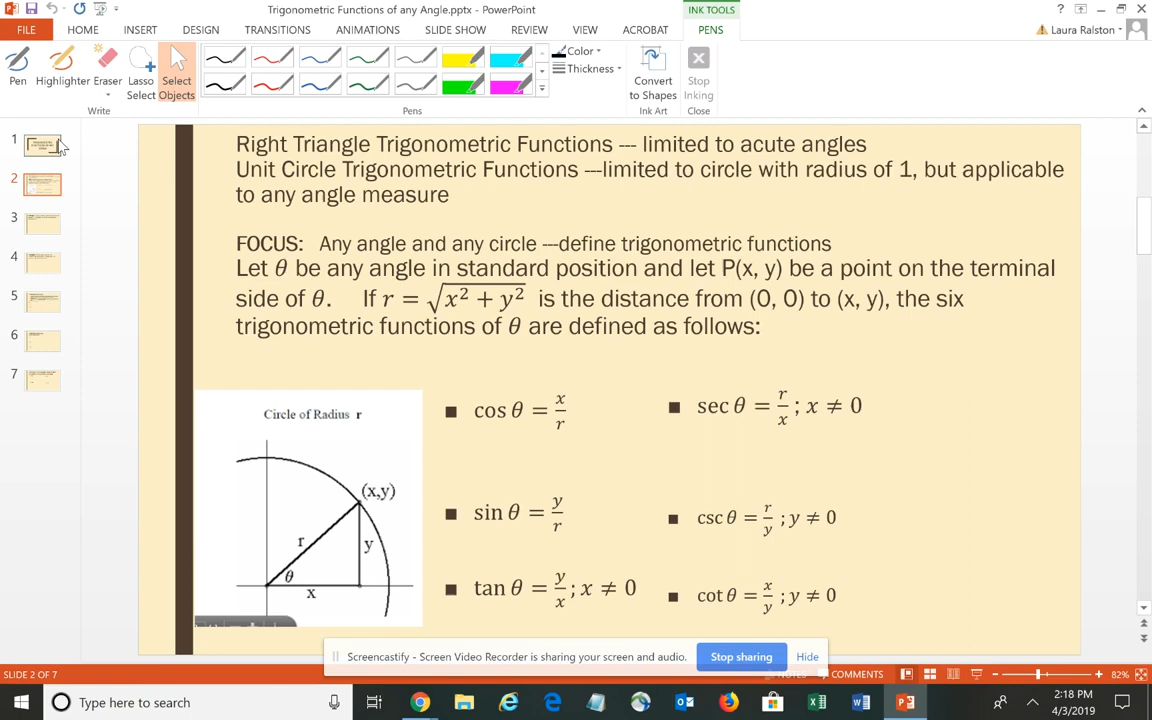 Trigonometric Functions of any Angle.pptx - PowerPoint
INK TOOLS
?
FILE
HOME
INSERT
DESIGN
TRANSITIONS
ANIMATIONS
SLIDE SHOW
REVIEW
VIEW
ACROBAT
PENS
Laura Ralston
Pen
Highlighter
Eraser
Lasso
Select
Select
Objects
Color
Thickness
Convert
to Shapes
Stop
Inking
Write
Pens
Ink Art
Close
1
2
3
4
5
6
7
Right Triangle Trigonometric Functions --- limited to acute angles
Unit Circle Trigonometric Functions ---limited to circle with radius of 1, but applicable
to any angle measure
FOCUS: Any angle and any circle ---define trigonometric functions
Let θ be any angle in standard position and let P(x, y) be a point on the terminal
side of θ. If r = √(x² + y²) is the distance from (0, 0) to (x, y), the six
trigonometric functions of θ are defined as follows:
Circle of Radius r
(x,y)
r
y
θ
x
■ cos θ = x/r
■ sec θ = r/x ; x ≠ 0
■ sin θ = y/r
■ csc θ = r/y ; y ≠ 0
■ tan θ = y/x ; x ≠ 0
■ cot θ = x/y ; y ≠ 0
Screencastify - Screen Video Recorder is sharing your screen and audio.
Stop sharing
Hide
SLIDE 2 OF 7
NOTES
COMMENTS
82%
Type here to search
2:18 PM
4/3/2019